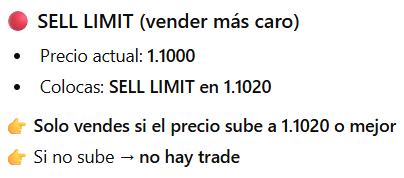 🔴 SELL LIMIT (vender más caro)
• Precio actual: 1.1000
• Colocas: SELL LIMIT en 1.1020
👉 Solo vendes si el precio sube a 1.1020 o mejor
👉 Si no sube → no hay trade